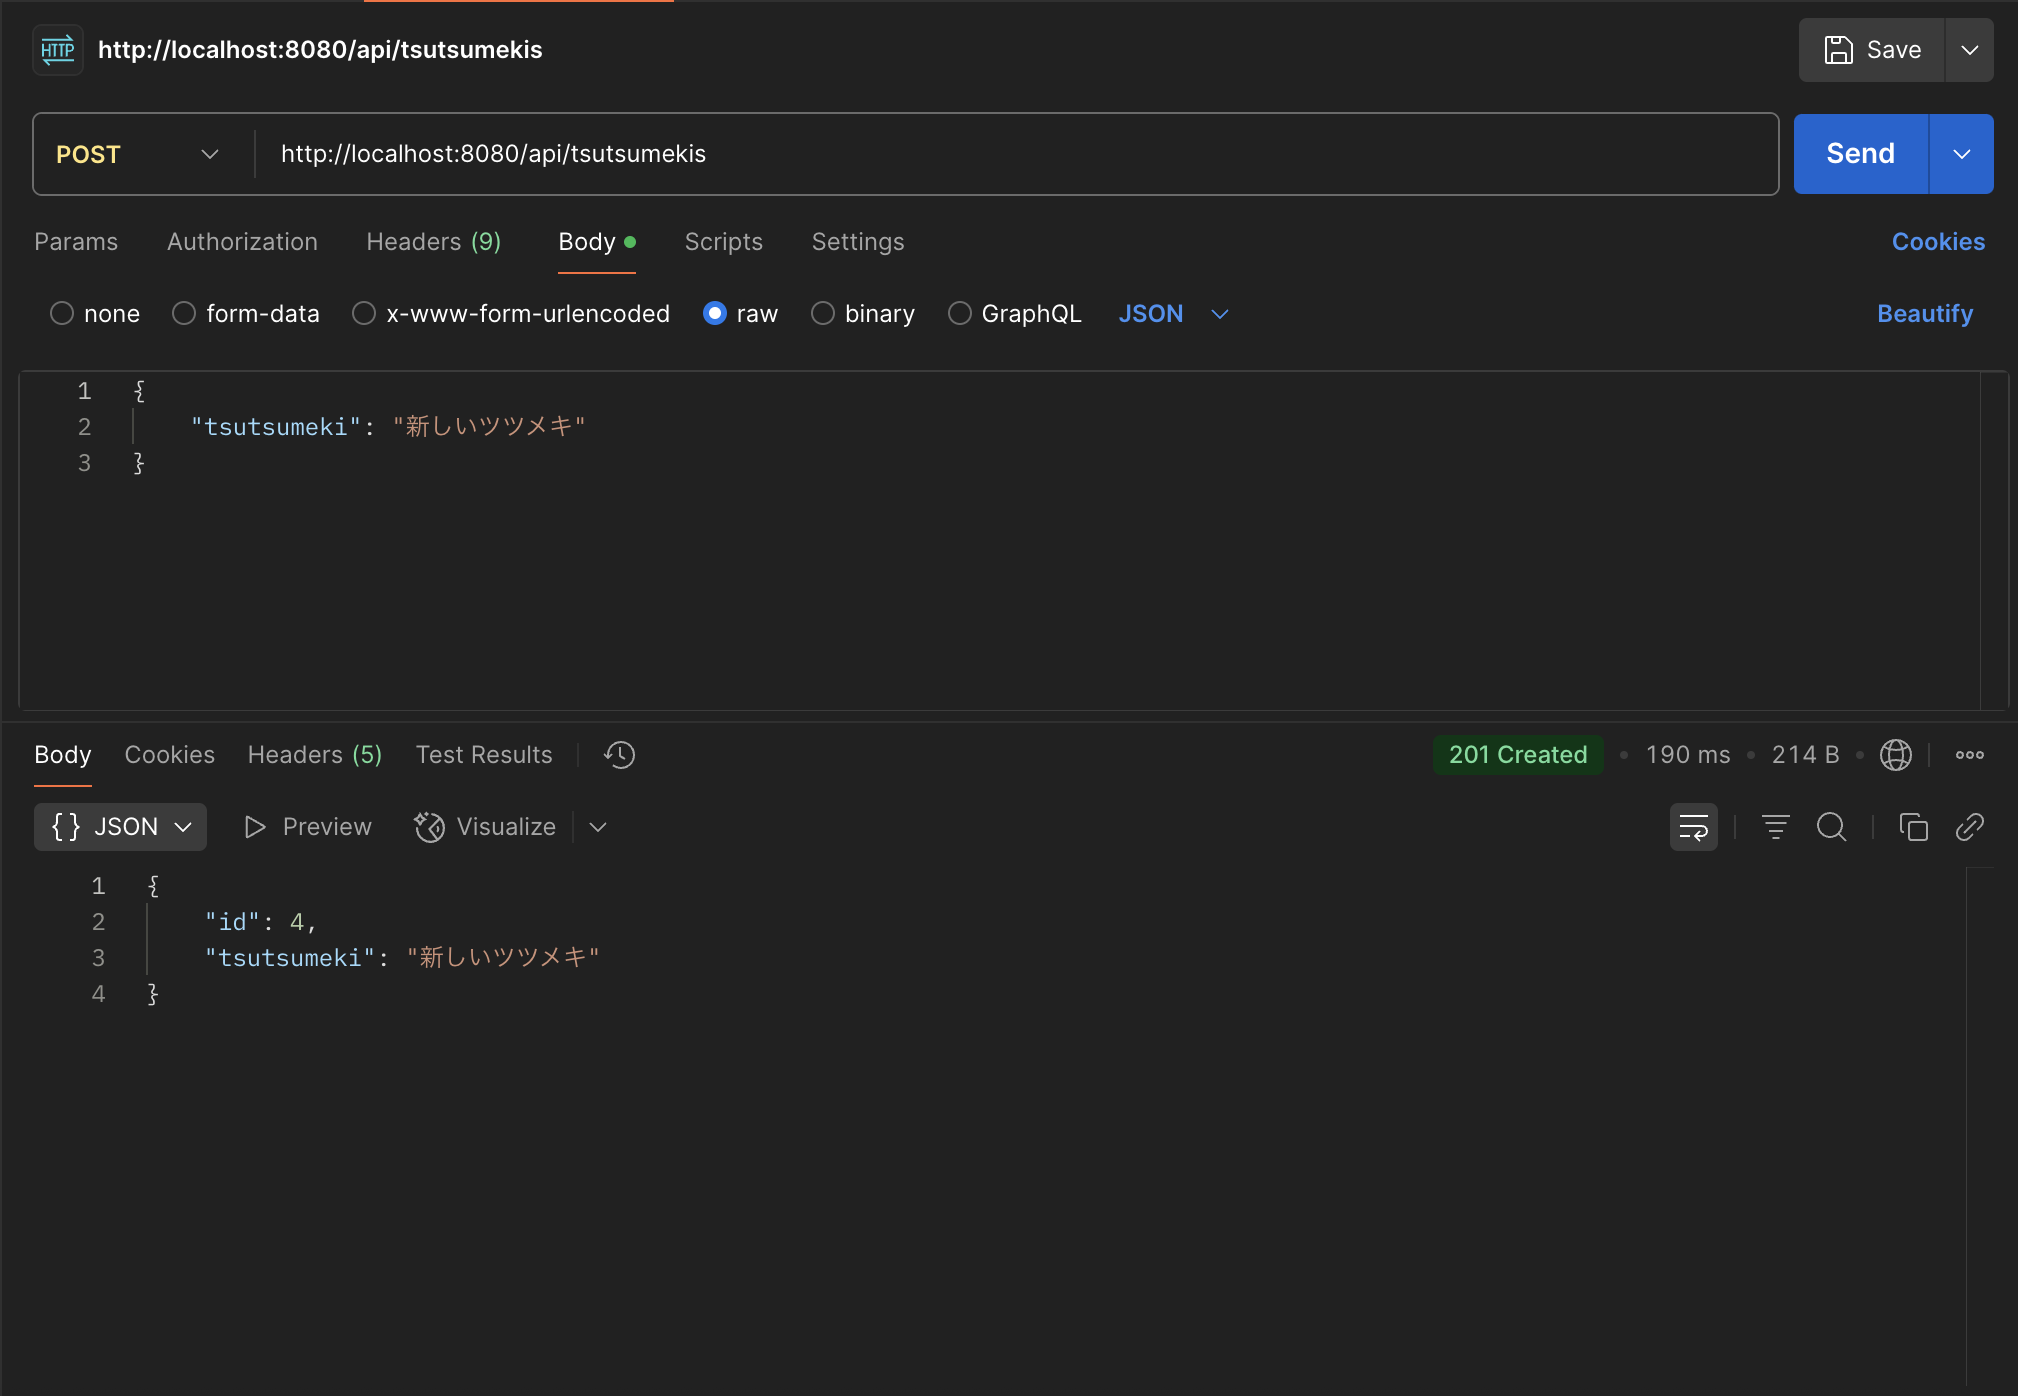 HTTP http://localhost:8080/api/tsutsumekis Save
POST http://localhost:8080/api/tsutsumekis Send
Params Authorization Headers (9) Body Scripts Settings Cookies
none form-data x-www-form-urlencoded raw binary GraphQL JSON Beautify
1 {
2 "tsutsumeki": "新しいツツメキ"
3 }
Body Cookies Headers (5) Test Results 201 Created • 190 ms • 214 B •
{} JSON Preview Visualize
1 {
2 "id": 4,
3 "tsutsumeki": "新しいツツメキ"
4 }